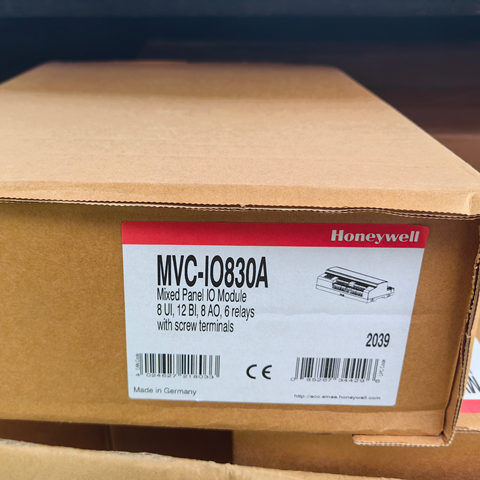 Honeywell
MVC-IO830A
Mixed Panel IO Module
8 UI, 12 BI, 8 AO, 6 relays
with screw terminals
2039
CE
Made in Germany
http://ecc.emea.honeywell.com
W